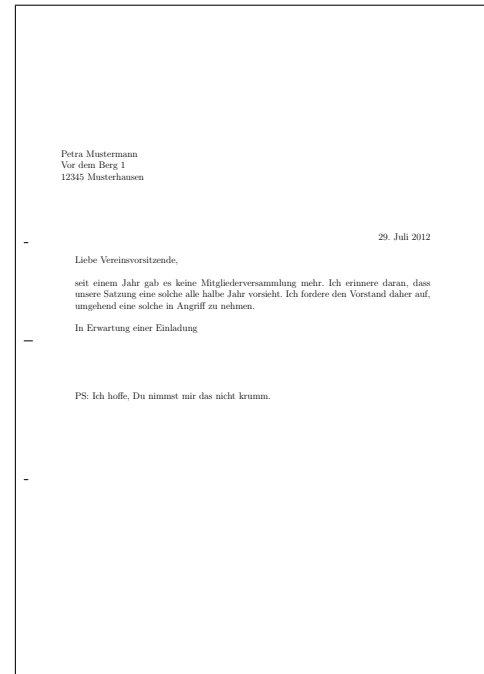 Petra Mustermann
Vor dem Berg 1
12345 Musterhausen
29. Juli 2012
Liebe Vereinsvorsitzende,
seit einem Jahr gab es keine Mitgliederversammlung mehr. Ich erinnere daran, dass
unsere Satzung eine solche alle halbe Jahr vorsieht. Ich fordere den Vorstand daher auf,
umgehend eine solche in Angriff zu nehmen.
In Erwartung einer Einladung
PS: Ich hoffe, Du nimmst mir das nicht krumm.